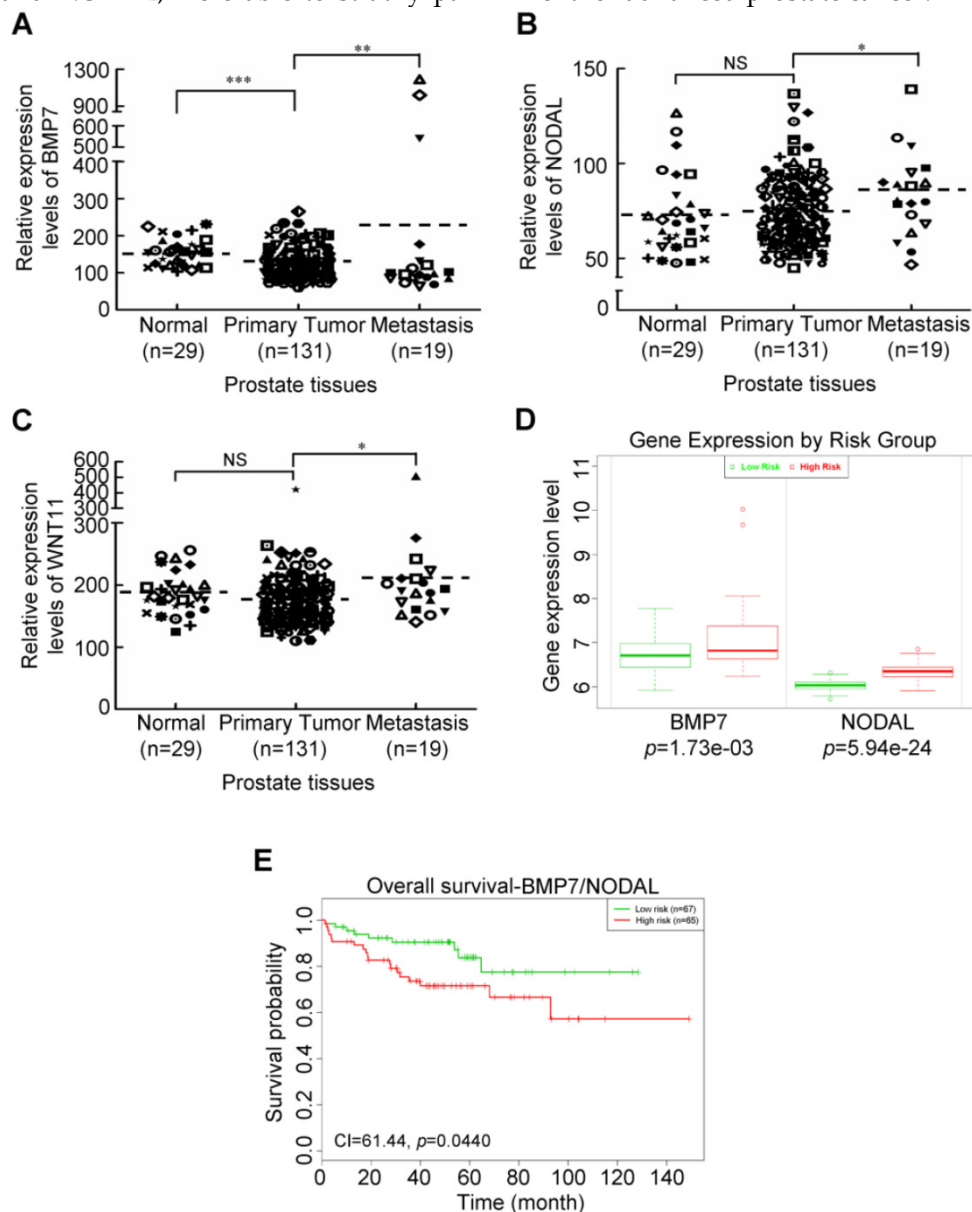 A
Relative expression
levels of BMP7
1300
900
600
500
400
300
200
100
0
***
**
Normal
(n=29)
Primary Tumor
(n=131)
Metastasis
(n=19)
Prostate tissues
B
Relative expression
levels of NODAL
150
100
50
0
NS
*
Normal
(n=29)
Primary Tumor
(n=131)
Metastasis
(n=19)
Prostate tissues
C
Relative expression
levels of WNT11
600
500
400
300
200
100
0
NS
*
Normal
(n=29)
Primary Tumor
(n=131)
Metastasis
(n=19)
Prostate tissues
D
Gene Expression by Risk Group
Low Risk
High Risk
Gene expression level
11
10
9
8
7
6
BMP7
p=1.73e-03
NODAL
p=5.94e-24
E
Overall survival-BMP7/NODAL
Low risk (n=67)
High risk (n=65)
Survival probability
1.0
0.8
0.6
0.4
0.2
0.0
CI=61.44, p=0.0440
0 20 40 60 80 100 120 140
Time (month)